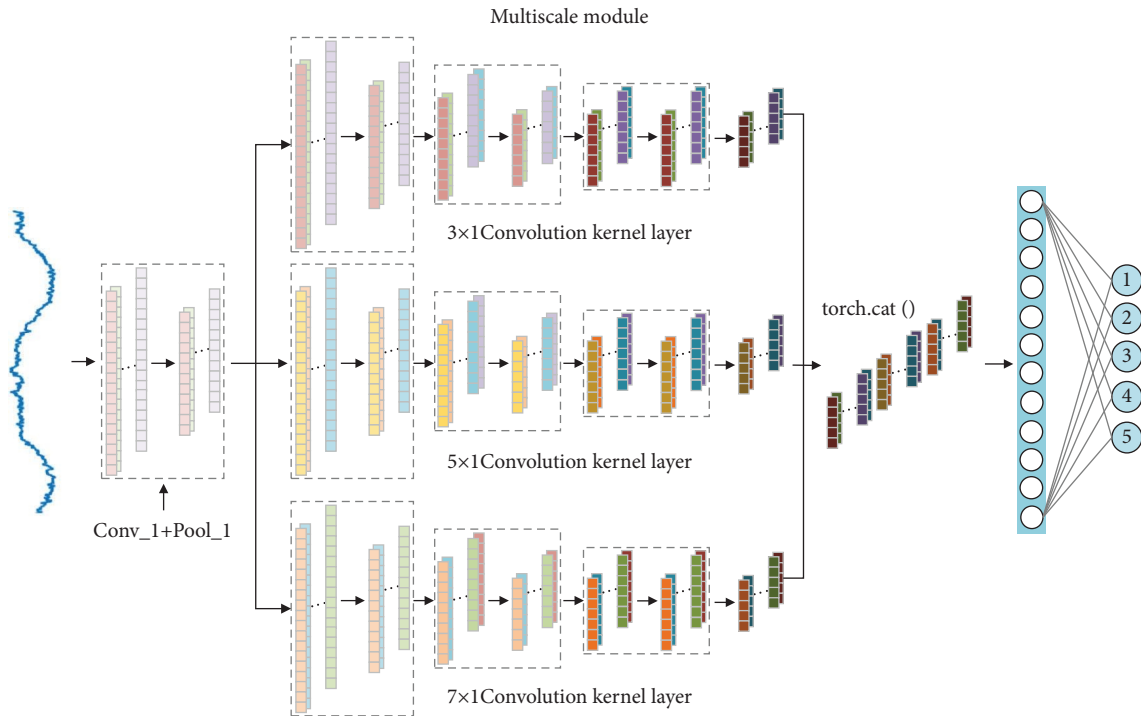 Multiscale module
3×1Convolution kernel layer
torch.cat ()
5×1Convolution kernel layer
Conv_1+Pool_1
7×1Convolution kernel layer
1
2
3
4
5